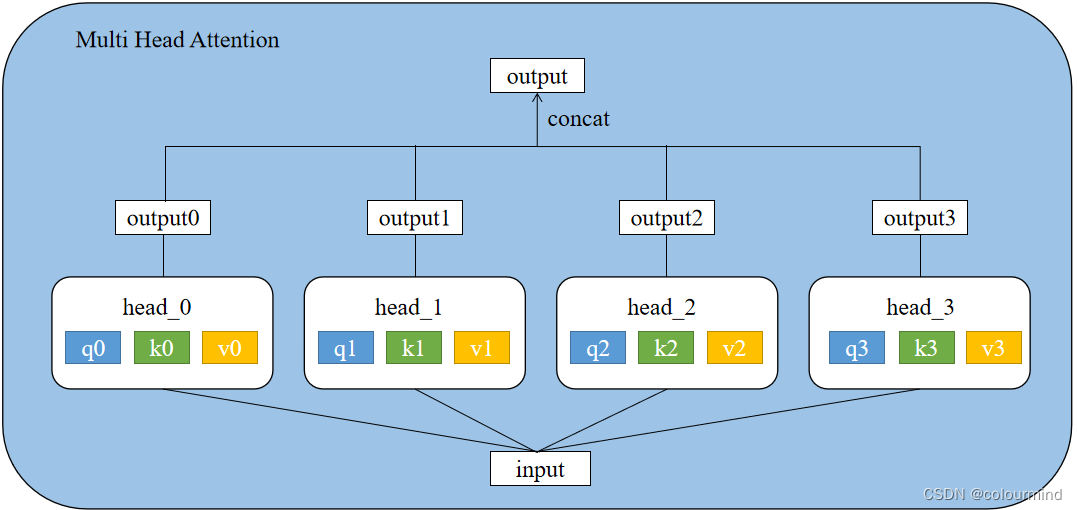 Multi Head Attention
output
concat
output0
output1
output2
output3
head_0
head_1
head_2
head_3
q0
k0
v0
q1
k1
v1
q2
k2
v2
q3
k3
v3
input
CSDN @colourmind